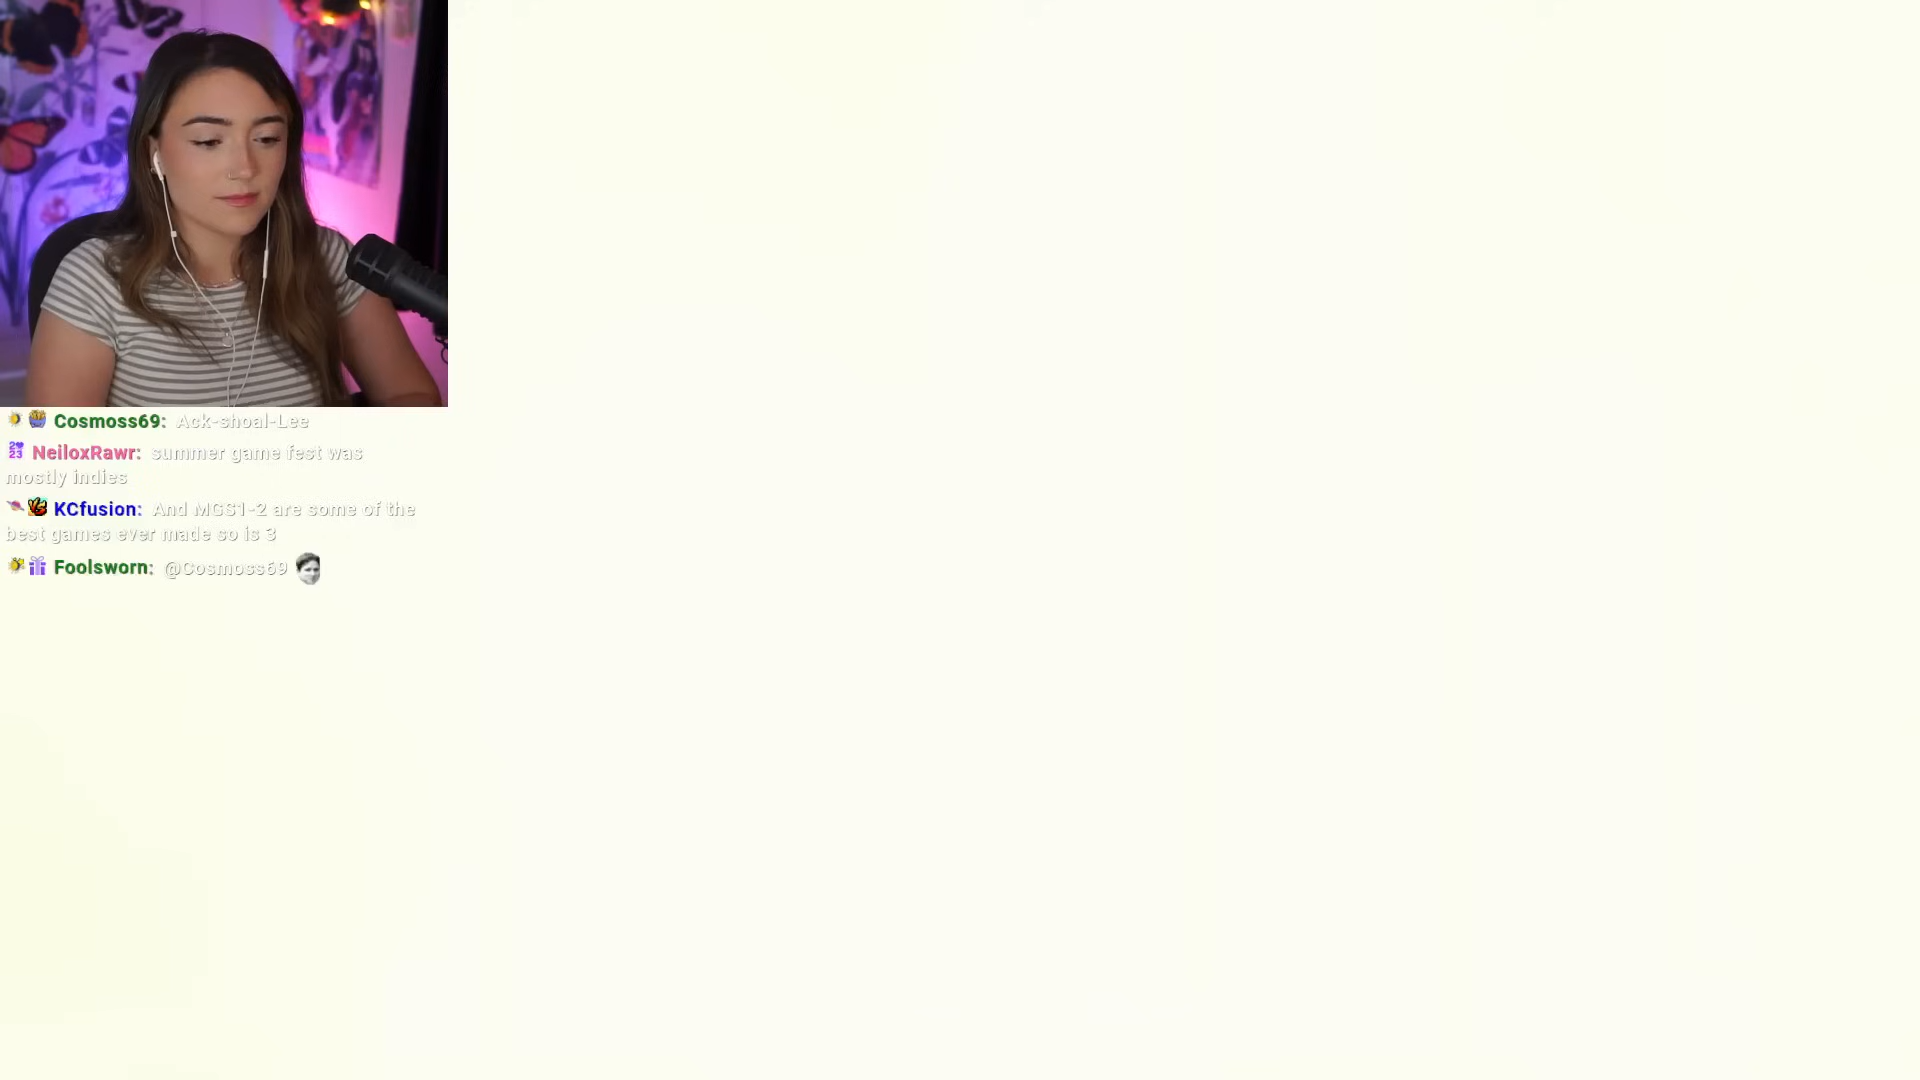 Cosmoss69: Ack-shoal-Lee
NeiloxRawr: summer game fest was
mostly indies
KCfusion: And MGS1-2 are some of the
best games ever made so is 3
Foolsworn: @Cosmoss69